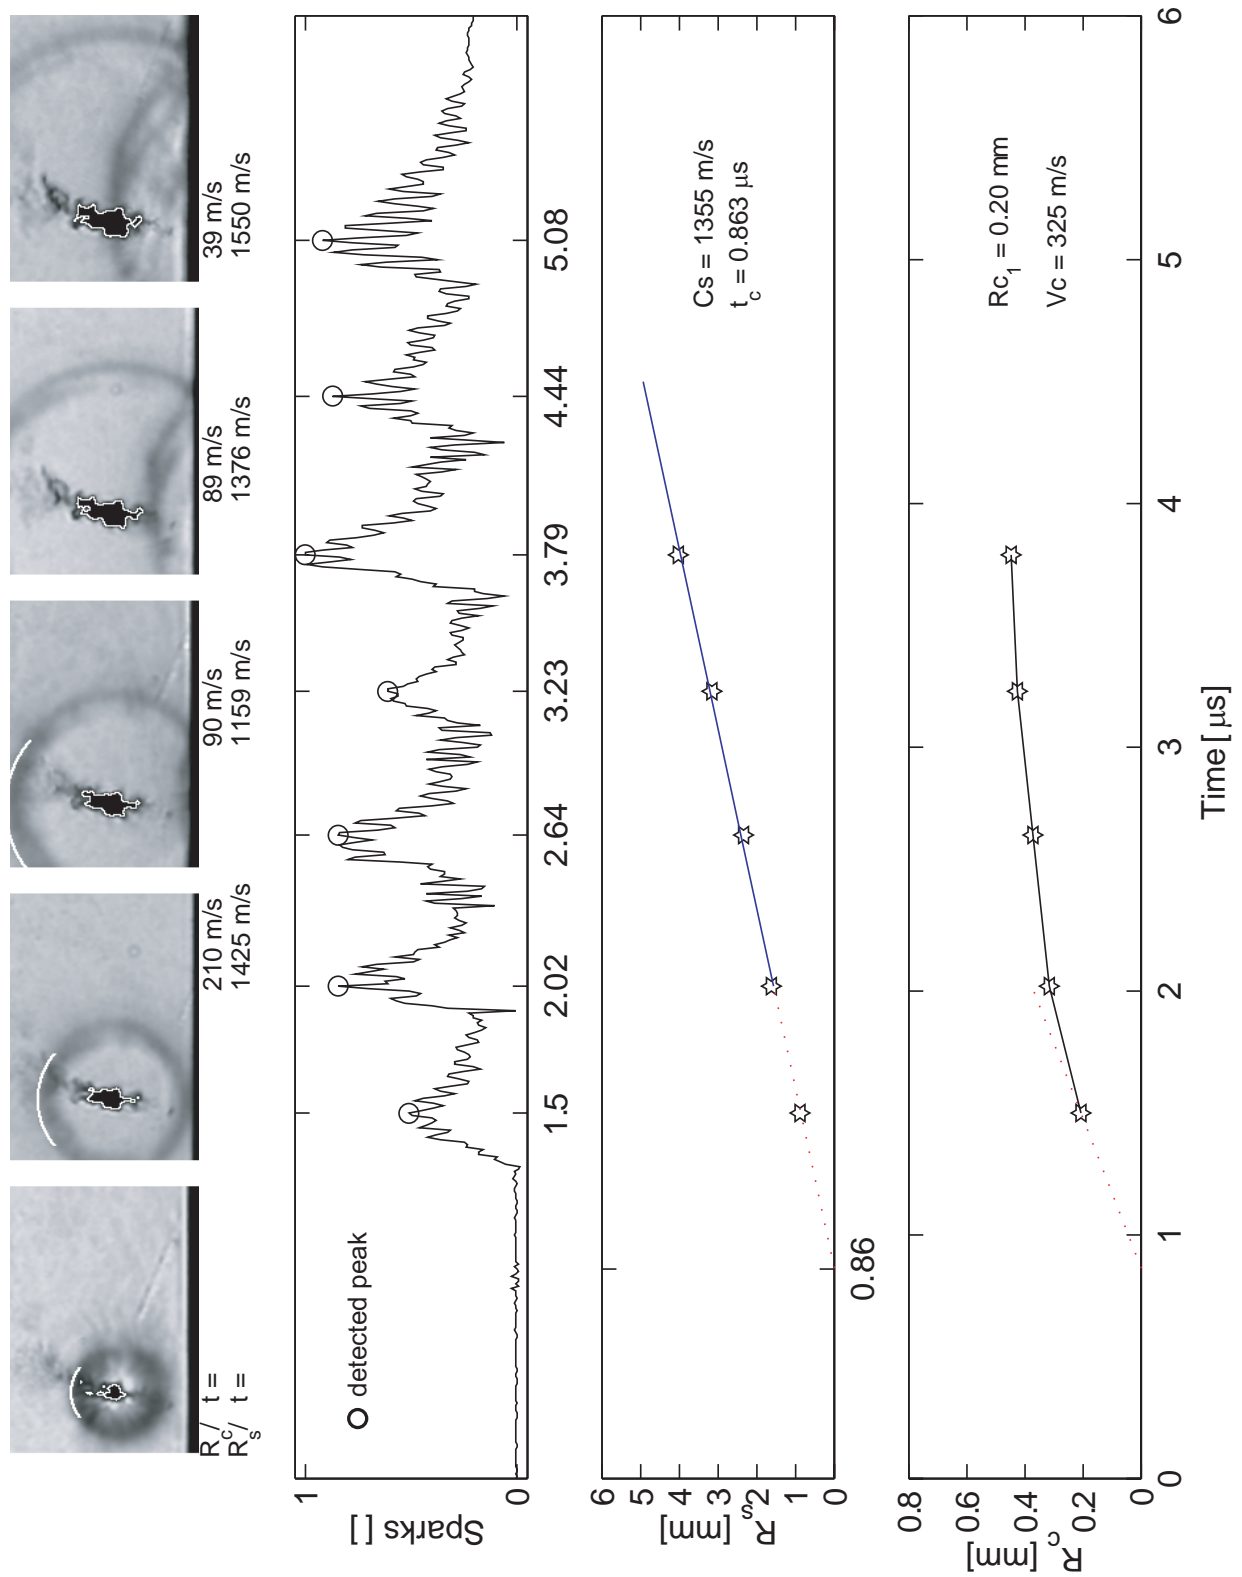 R / t =
c
R / t =
s
210 m/s
1425 m/s
90 m/s
1159 m/s
89 m/s
1376 m/s
39 m/s
1550 m/s
Sparks [ ]
1
0
detected peak
1.5
2.02
2.64
3.23
3.79
4.44
5.08
R_s [mm]
6
5
4
3
2
1
0
0.86
Cs = 1355 m/s
t_c = 0.863 μs
R_c [mm]
0.8
0.6
0.4
0.2
0
Rc_1 = 0.20 mm
Vc = 325 m/s
0 1 2 3 4 5 6
Time [ μs]